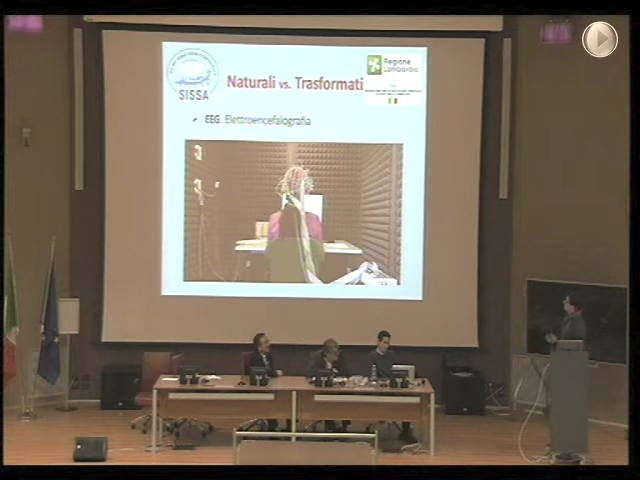 SISSA
Naturali vs. Trasformati
Regione
Lombardia
✓ EEG. Elettroencefalografia